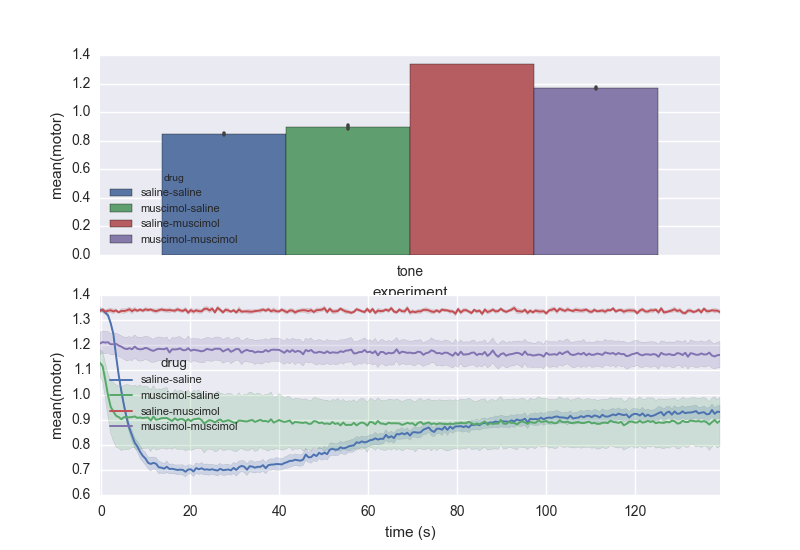 1.4
1.2
1.0
0.8
0.6
0.4
0.2
0.0
mean(motor)
drug
saline-saline
muscimol-saline
saline-muscimol
muscimol-muscimol
tone
experiment
1.4
1.3
1.2
1.1
1.0
0.9
0.8
0.7
0.6
mean(motor)
drug
saline-saline
muscimol-saline
saline-muscimol
muscimol-muscimol
0 20 40 60 80 100 120
time (s)